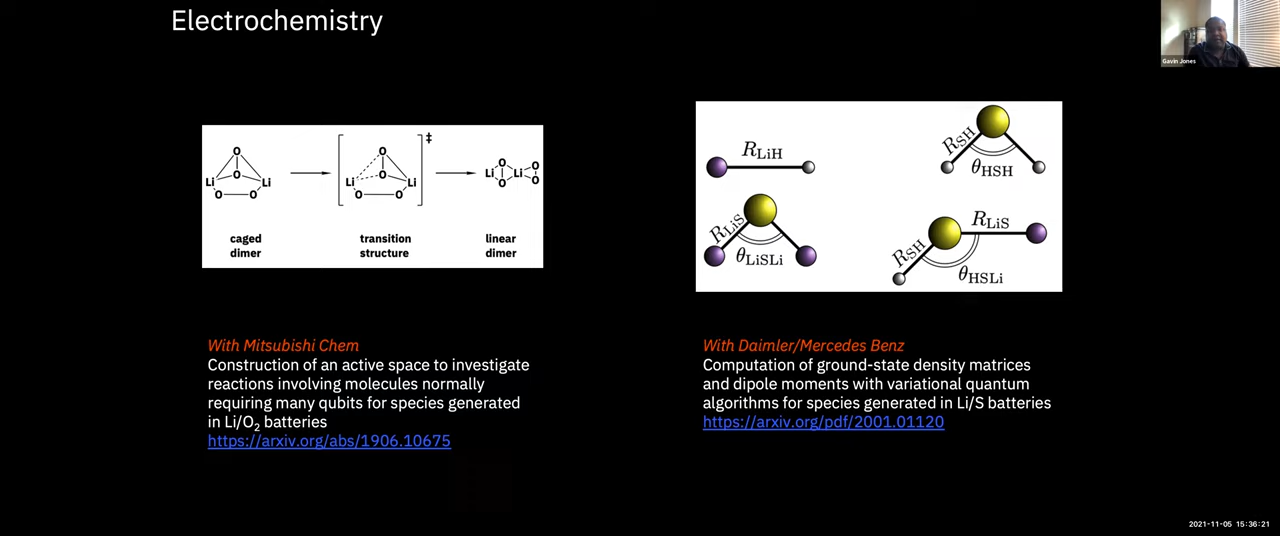 Electrochemistry
Gavin Jones
O
O
Li
Li
O
O
O
O
Li
Li
O
O
‡
O
O
Li
Li
O
O
caged
dimer
transition
structure
linear
dimer
R_LiH
R_SH
θ_HSH
R_LiS
θ_LiSLi
R_LiS
R_SH
θ_HSLi
With Mitsubishi Chem
Construction of an active space to investigate
reactions involving molecules normally
requiring many qubits for species generated
in Li/O₂ batteries
https://arxiv.org/abs/1906.10675
With Daimler/Mercedes Benz
Computation of ground-state density matrices
and dipole moments with variational quantum
algorithms for species generated in Li/S batteries
https://arxiv.org/pdf/2001.01120
2021-11-05 15:36:21